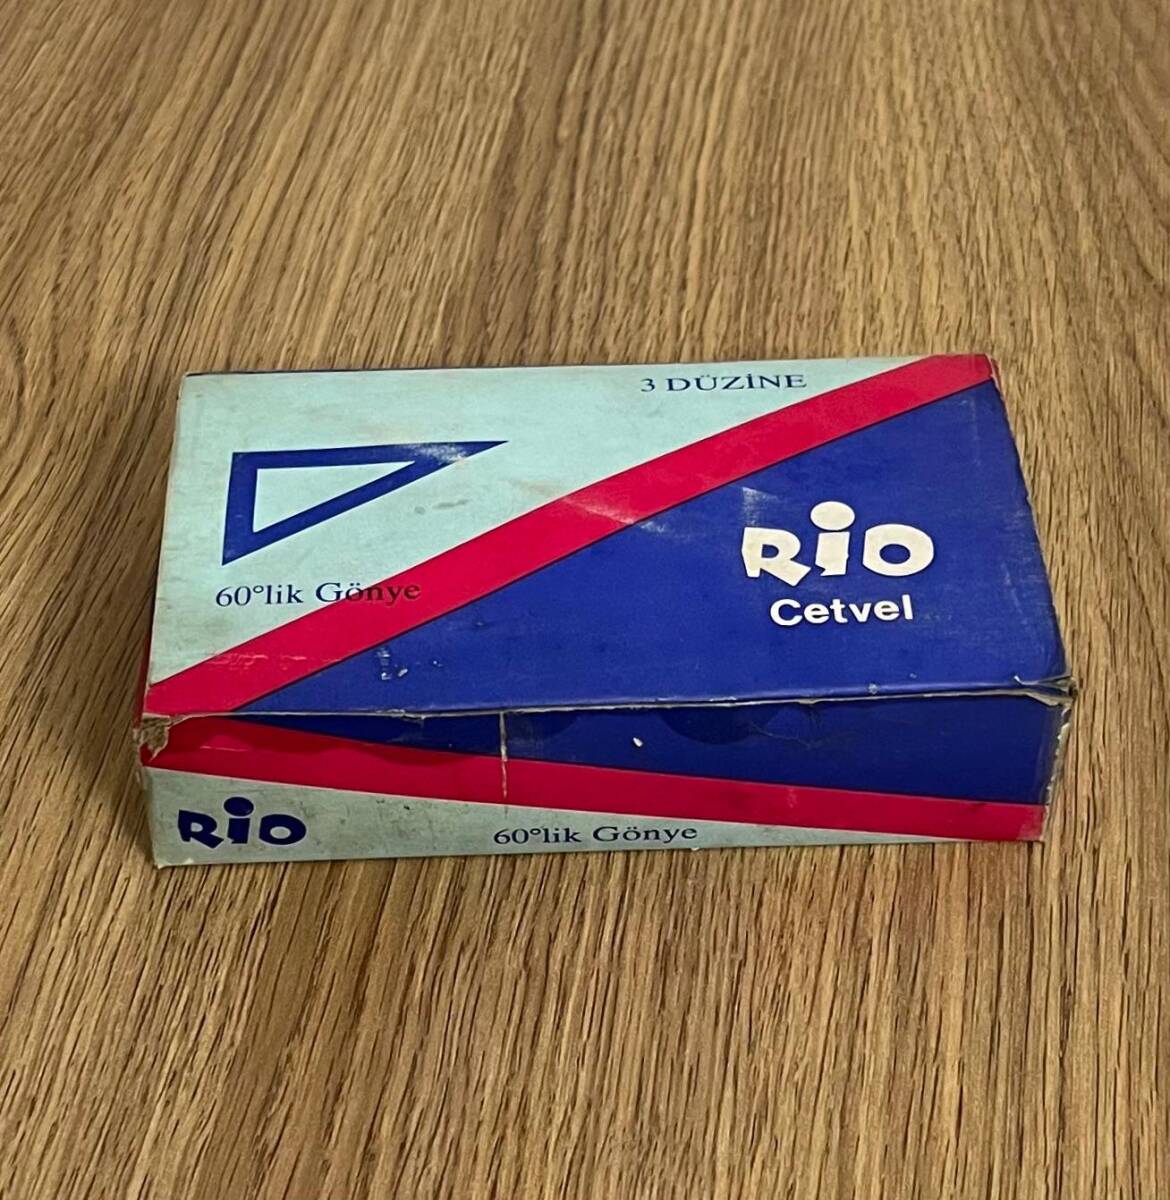 3 DÜZİNE
60°lik Gönye
RiO
Cetvel
RiO
60°lik Gönye